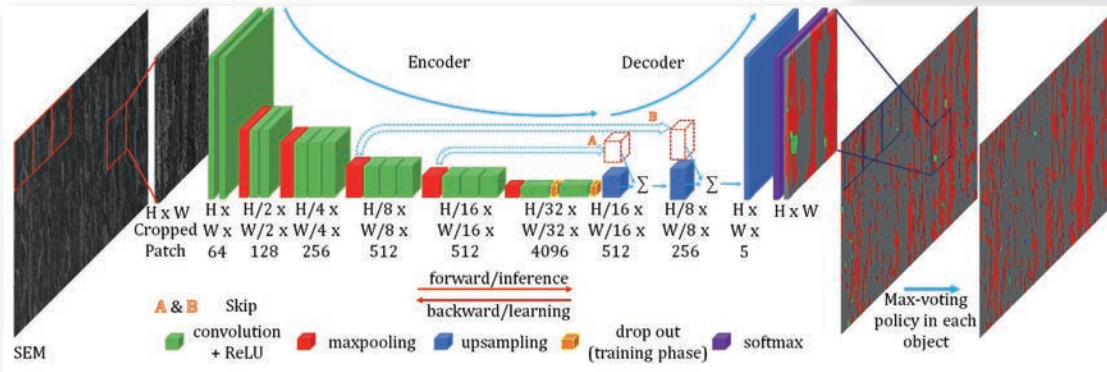 Encoder
Decoder
B
A
Σ
Σ
H x W
Cropped
Patch
H x
W x
64
H/2 x
W/2 x
128
H/4 x
W/4 x
256
H/8 x
W/8 x
512
H/16 x
W/16 x
512
H/32 x
W/32 x
4096
H/16 x
W/16 x
512
H/8 x
W/8 x
256
H x
W x
5
H x W
forward/inference
backward/learning
A & B Skip
SEM
convolution
+ ReLU
maxpooling
upsampling
drop out
(training phase)
softmax
Max-voting
policy in each
object